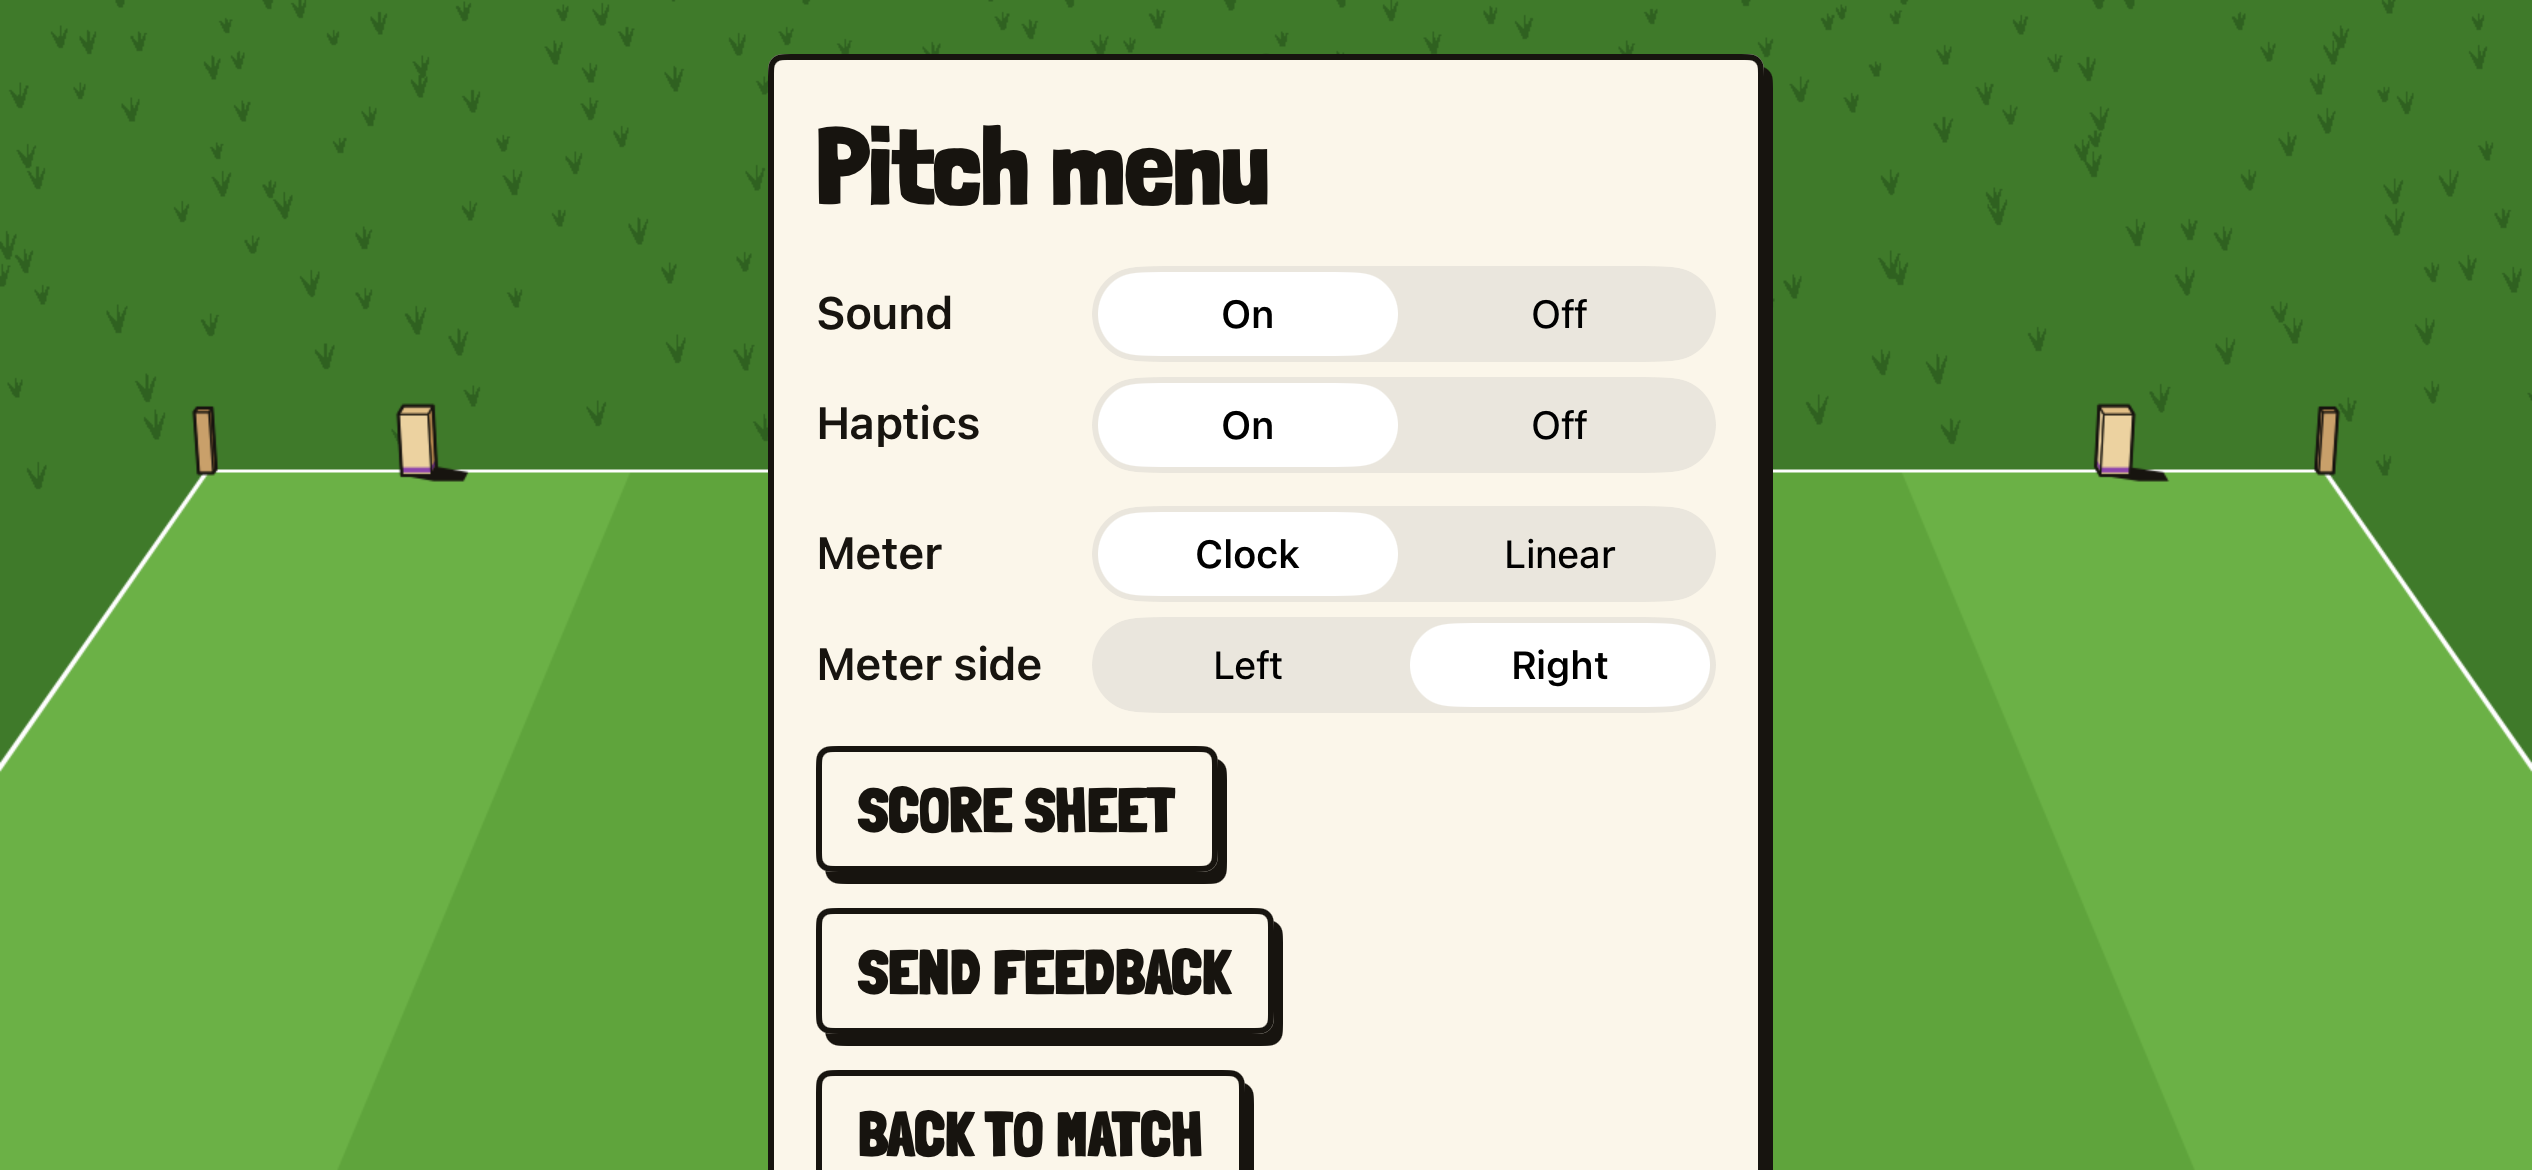 Pitch menu
Sound On Off
Haptics On Off
Meter Clock Linear
Meter side Left Right
SCORE SHEET
SEND FEEDBACK
BACK TO MATCH